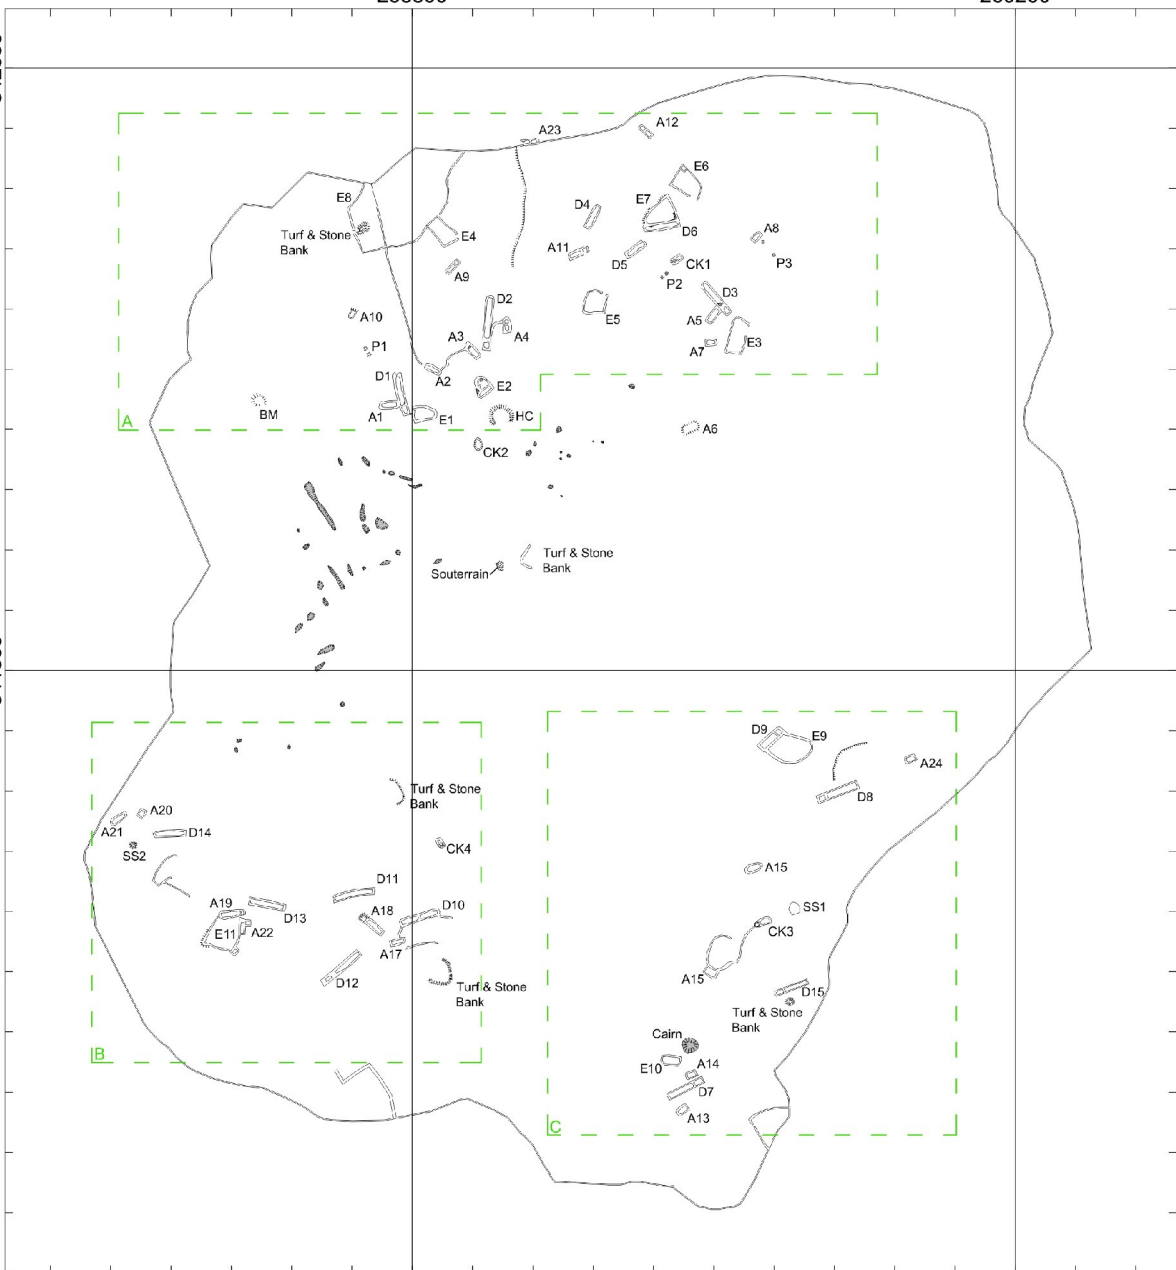 A23
A12
E6
E8
E7
D4
Turf & Stone
Bank
E4
D6
A8
A11
D5
CK1
P3
A9
P2
D2
D3
A10
E5
A5
A4
A3
P1
A7
E3
D1
A2
E2
BM
A1
E1
HC
A
A6
CK2
Turf & Stone
Bank
Souterrain
D9
E9
A24
Turf & Stone
Bank
D8
A20
A21
D14
CK4
SS2
A15
D11
A19
A18
D10
SS1
D13
E11
A22
CK3
A17
A15
D12
Turf & Stone
Bank
D15
Turf & Stone
Bank
Cairn
B
E10
A14
D7
A13
C